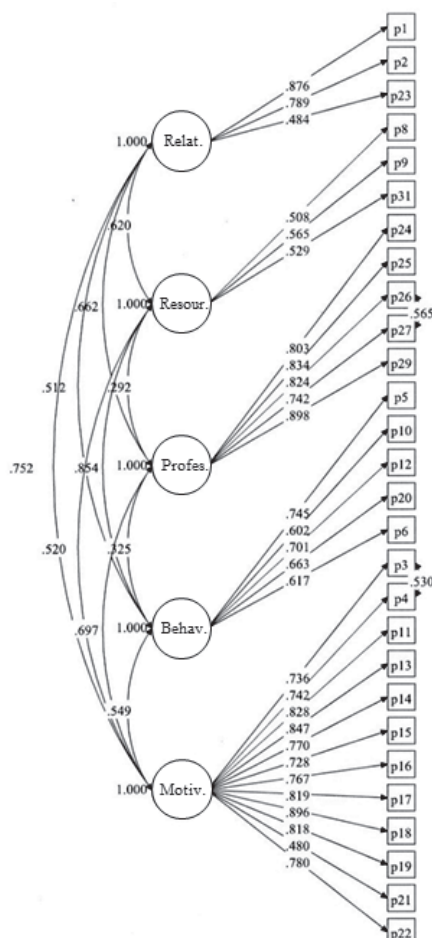 p1
p2
.876
.789
p23
.484
1.000
Relat.
p8
p9
p31
.508
.620
.565
.529
p24
p25
.662
1.000
Resour.
p26
.565
p27
.803
.834
p29
.824
.512
.292
.742
.898
p5
p10
.752
.854
1.000
Profes.
p12
p20
.745
.602
p6
.701
.520
.325
.663
p3
.617
.530
p4
.697
1.000
Behav.
p11
.736
p13
.742
.828
p14
.549
.847
.770
p15
.728
p16
1.000
Motiv.
.767
.819
p17
.896
p18
.818
p19
.480
.780
p21
p22